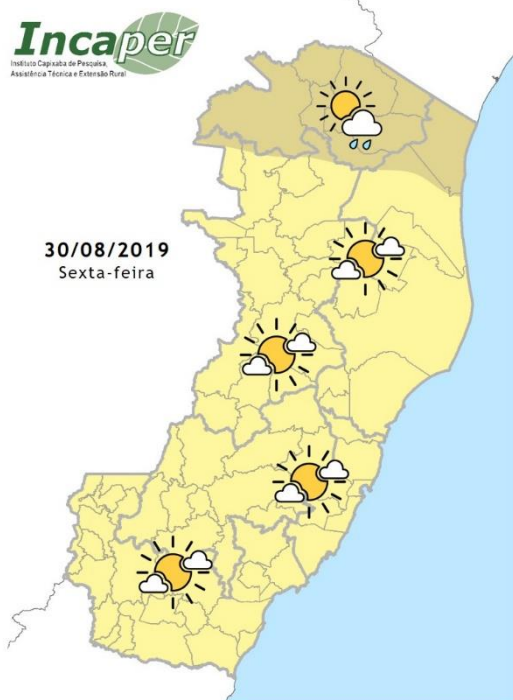 Incaper
Instituto Capixaba de Pesquisa,
Assistência Técnica e Extensão Rural
30/08/2019
Sexta-feira